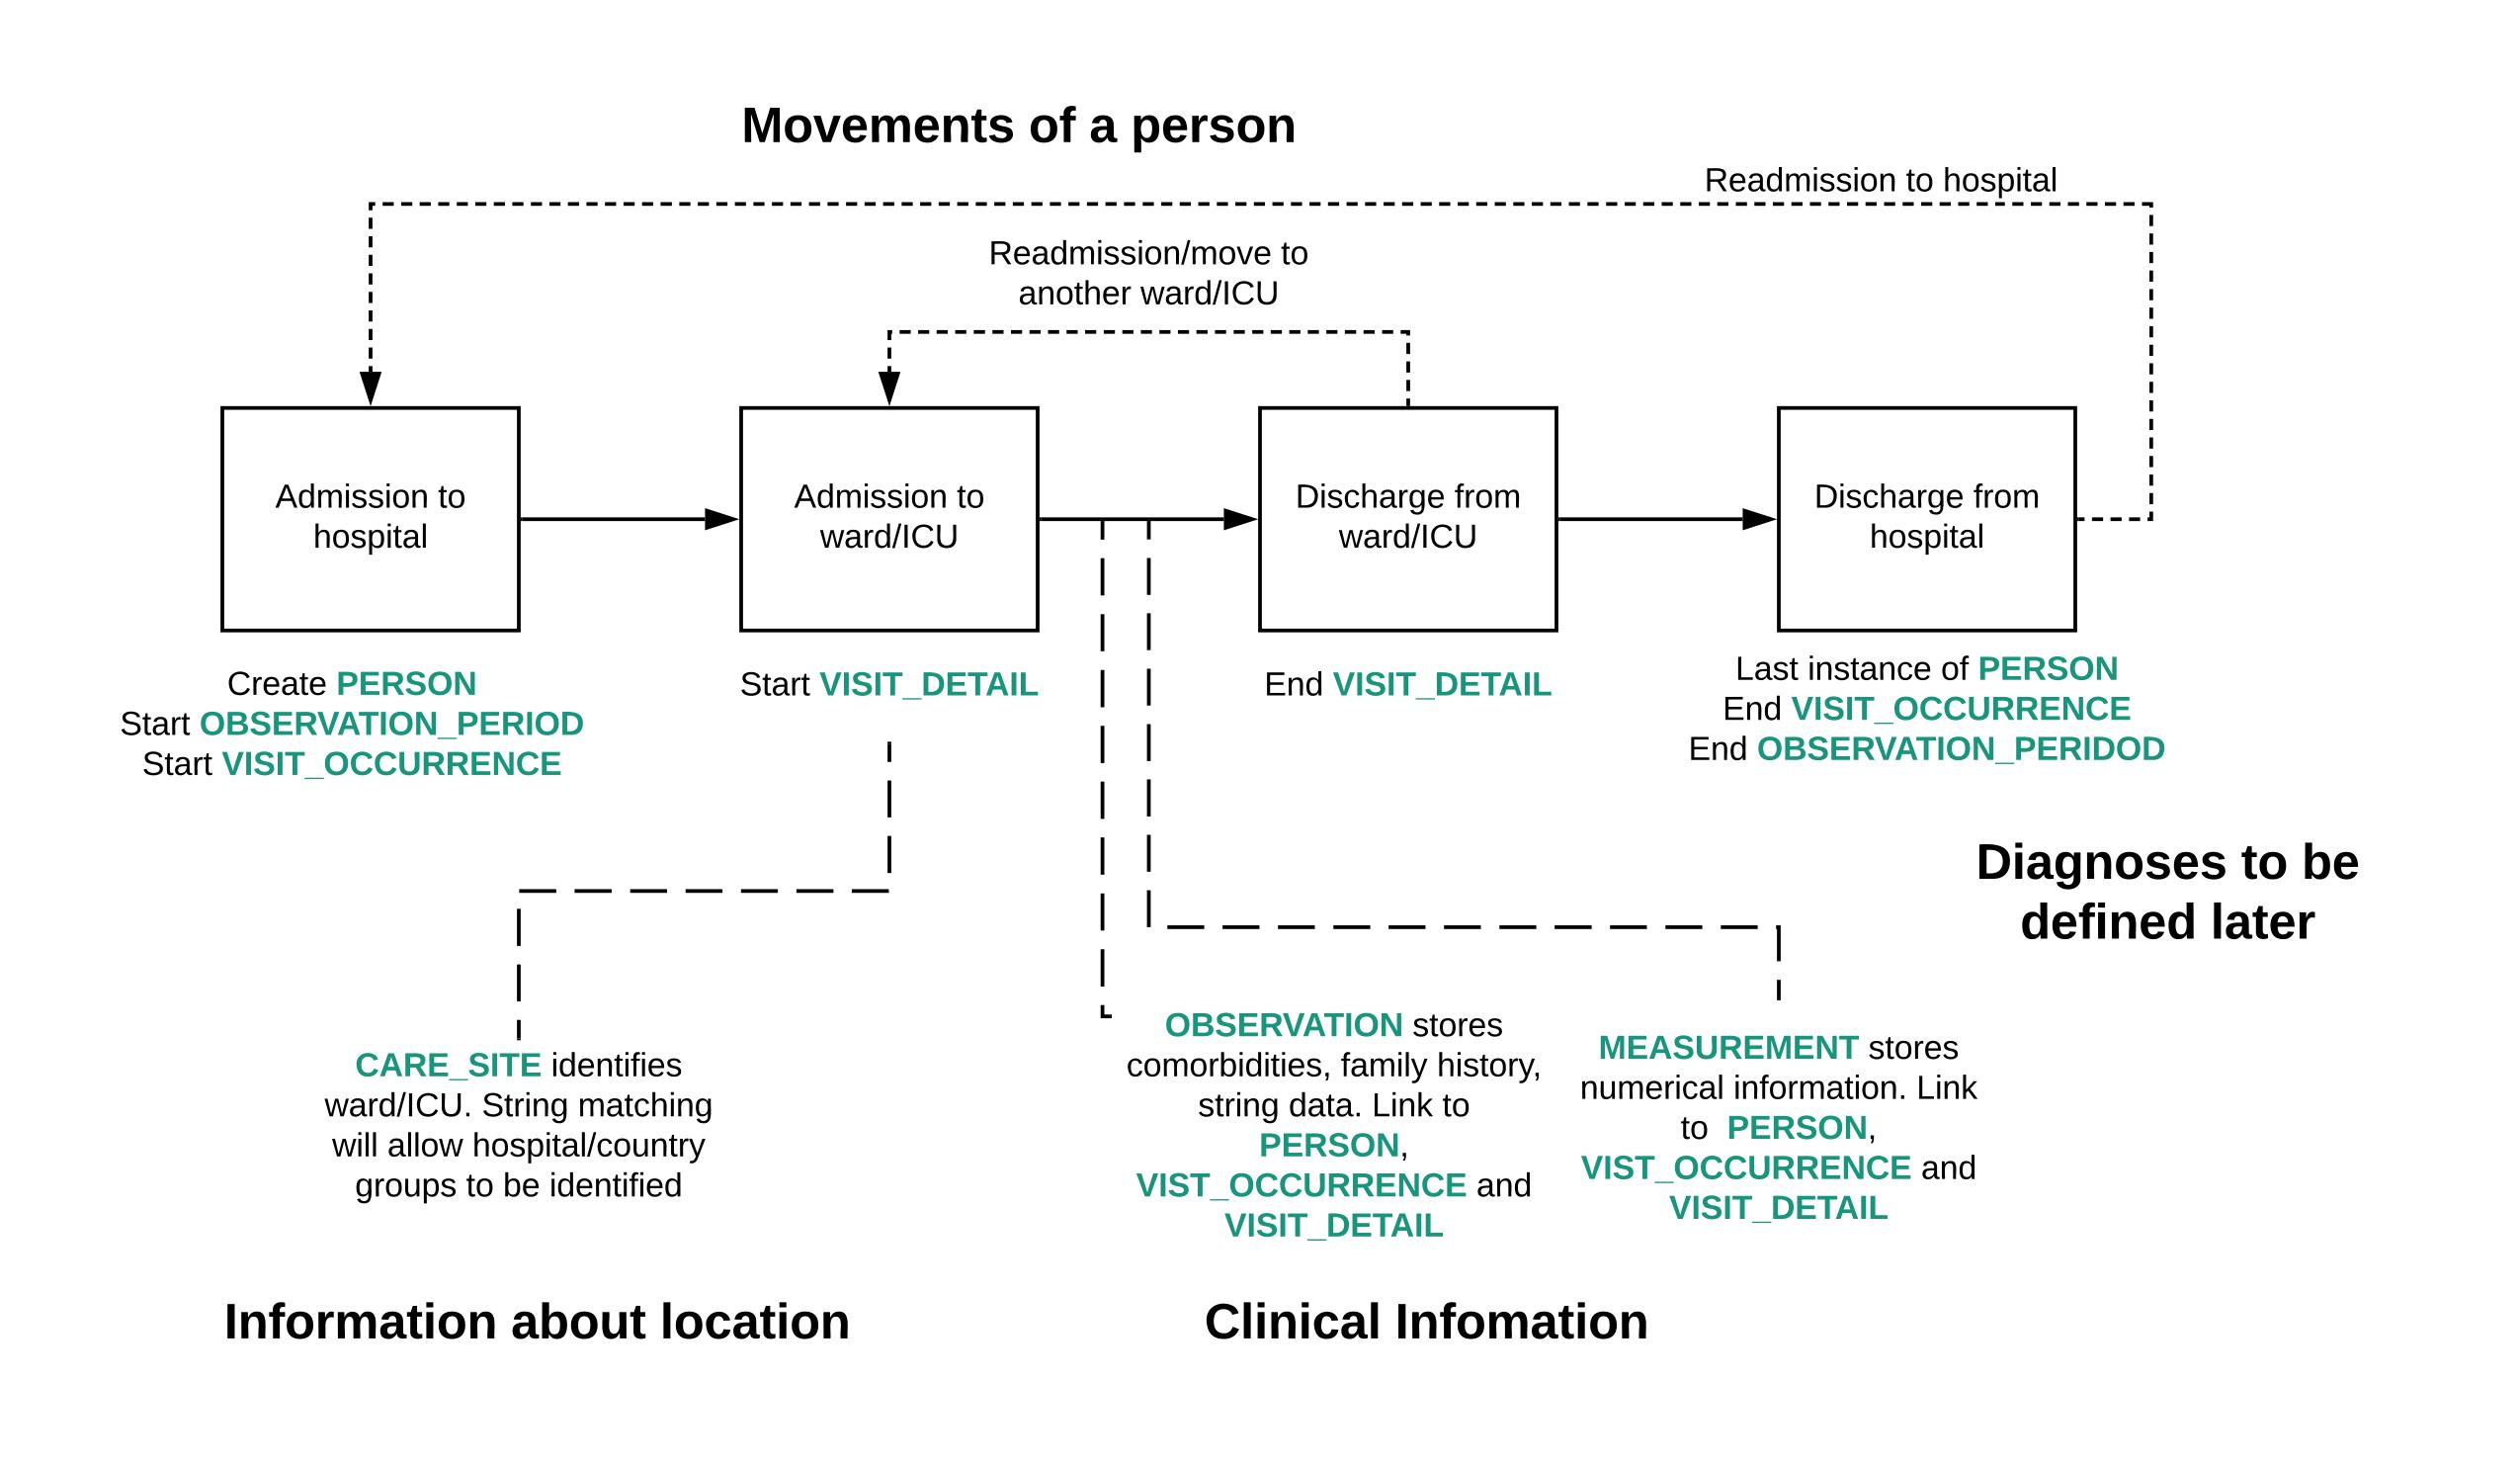 Movements of a person
Readmission to hospital
Readmission/move to
another ward/ICU
Admission to
hospital
Admission to
ward/ICU
Discharge from
ward/ICU
Discharge from
hospital
Create PERSON
Start OBSERVATION_PERIOD
Start VISIT_OCCURRENCE
Start VISIT_DETAIL
End VISIT_DETAIL
Last instance of PERSON
End VISIT_OCCURRENCE
End OBSERVATION_PERIDOD
Diagnoses to be
defined later
CARE_SITE identifies
ward/ICU. String matching
will allow hospital/country
groups to be identified
OBSERVATION stores
comorbidities, family history,
string data. Link to
PERSON,
VIST_OCCURRENCE and
VISIT_DETAIL
MEASUREMENT stores
numerical information. Link
to PERSON,
VIST_OCCURRENCE and
VISIT_DETAIL
Information about location
Clinical Infomation